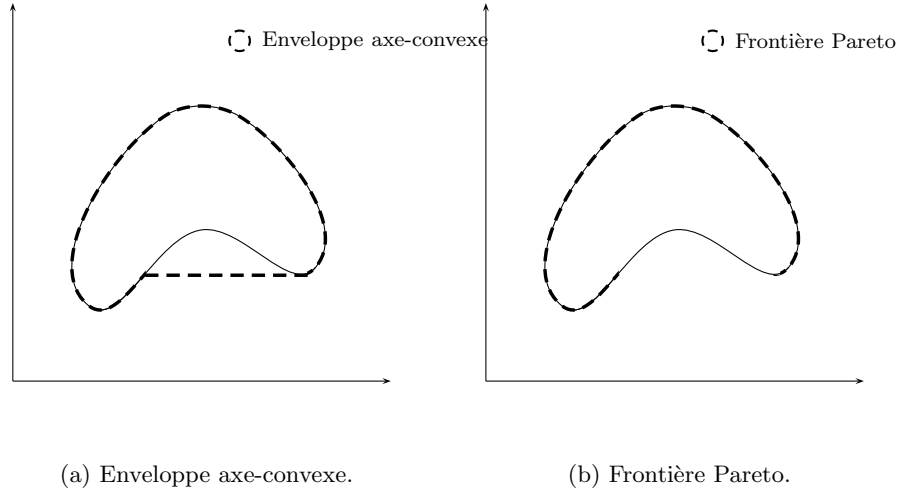 Enveloppe axe-convexe
Frontière Pareto
(a) Enveloppe axe-convexe.
(b) Frontière Pareto.